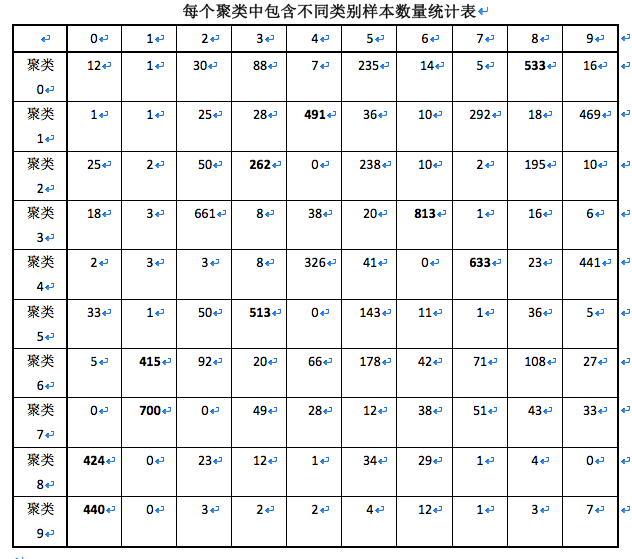 每个聚类中包含不同类别样本数量统计表↵
↵ 0↵ 1↵ 2↵ 3↵ 4↵ 5↵ 6↵ 7↵ 8↵ 9↵ ↵
聚类 12↵ 1↵ 30↵ 88↵ 7↵ 235↵ 14↵ 5↵ 533↵ 16↵ ↵
0↵
聚类 1↵ 1↵ 25↵ 28↵ 491↵ 36↵ 10↵ 292↵ 18↵ 469↵ ↵
1↵
聚类 25↵ 2↵ 50↵ 262↵ 0↵ 238↵ 10↵ 2↵ 195↵ 10↵ ↵
2↵
聚类 18↵ 3↵ 661↵ 8↵ 38↵ 20↵ 813↵ 1↵ 16↵ 6↵ ↵
3↵
聚类 2↵ 3↵ 3↵ 8↵ 326↵ 41↵ 0↵ 633↵ 23↵ 441↵ ↵
4↵
聚类 33↵ 1↵ 50↵ 513↵ 0↵ 143↵ 11↵ 1↵ 36↵ 5↵ ↵
5↵
聚类 5↵ 415↵ 92↵ 20↵ 66↵ 178↵ 42↵ 71↵ 108↵ 27↵ ↵
6↵
聚类 0↵ 700↵ 0↵ 49↵ 28↵ 12↵ 38↵ 51↵ 43↵ 33↵ ↵
7↵
聚类 424↵ 0↵ 23↵ 12↵ 1↵ 34↵ 29↵ 1↵ 4↵ 0↵ ↵
8↵
聚类 440↵ 0↵ 3↵ 2↵ 2↵ 4↵ 12↵ 1↵ 3↵ 7↵ ↵
9↵